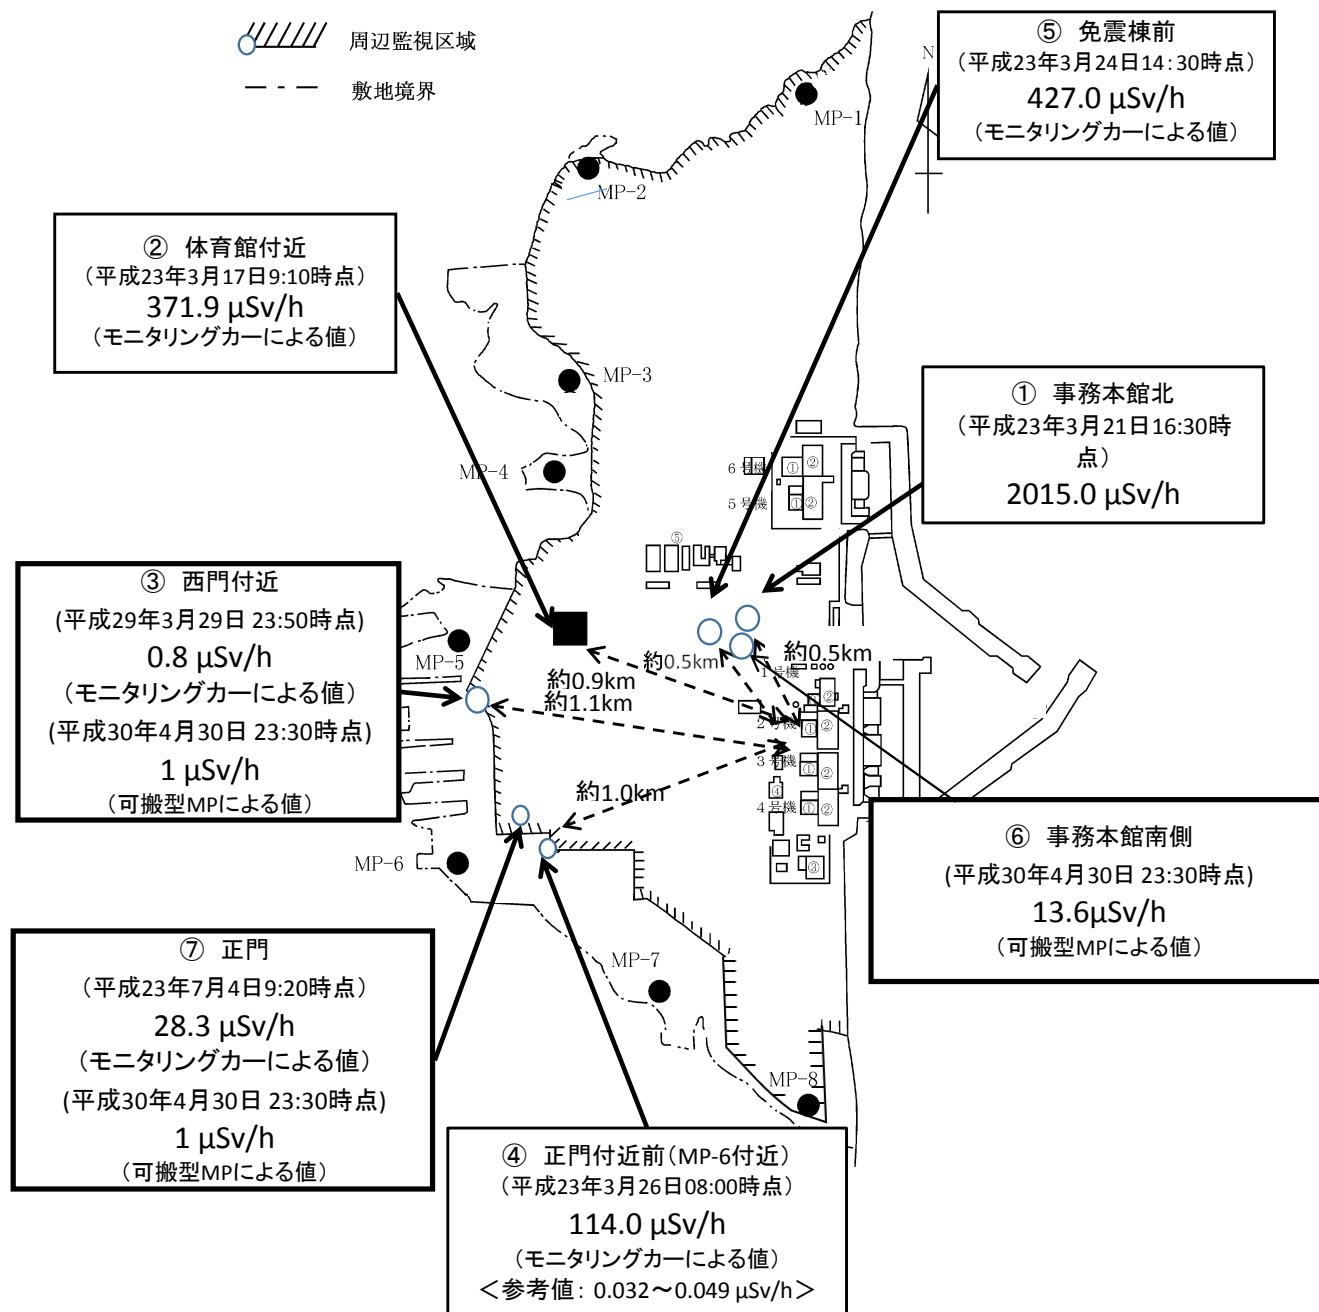 周辺監視区域
敷地境界
⑤ 免震棟前
(平成23年3月24日14:30時点)
427.0 µSv/h
(モニタリングカーによる値)
N
MP-1
MP-2
② 体育館付近
(平成23年3月17日9:10時点)
371.9 µSv/h
(モニタリングカーによる値)
MP-3
① 事務本館北
(平成23年3月21日16:30時
点)
2015.0 µSv/h
MP-4
6号機
① ②
5号機
① ②
⑤
③ 西門付近
(平成29年3月29日 23:50時点)
0.8 µSv/h
(モニタリングカーによる値)
(平成30年4月30日 23:30時点)
1 µSv/h
(可搬型MPによる値)
MP-5
約0.5km
約0.5km
約0.9km
約1.1km
1号機
②
2号機
① ②
3号機
① ②
④
4号機
① ②
③
約1.0km
MP-6
⑥ 事務本館南側
(平成30年4月30日 23:30時点)
13.6µSv/h
(可搬型MPによる値)
⑦ 正門
(平成23年7月4日9:20時点)
28.3 µSv/h
(モニタリングカーによる値)
(平成30年4月30日 23:30時点)
1 µSv/h
(可搬型MPによる値)
MP-7
MP-8
④ 正門付近前(MP-6付近)
(平成23年3月26日08:00時点)
114.0 µSv/h
(モニタリングカーによる値)
<参考値: 0.032～0.049 µSv/h>